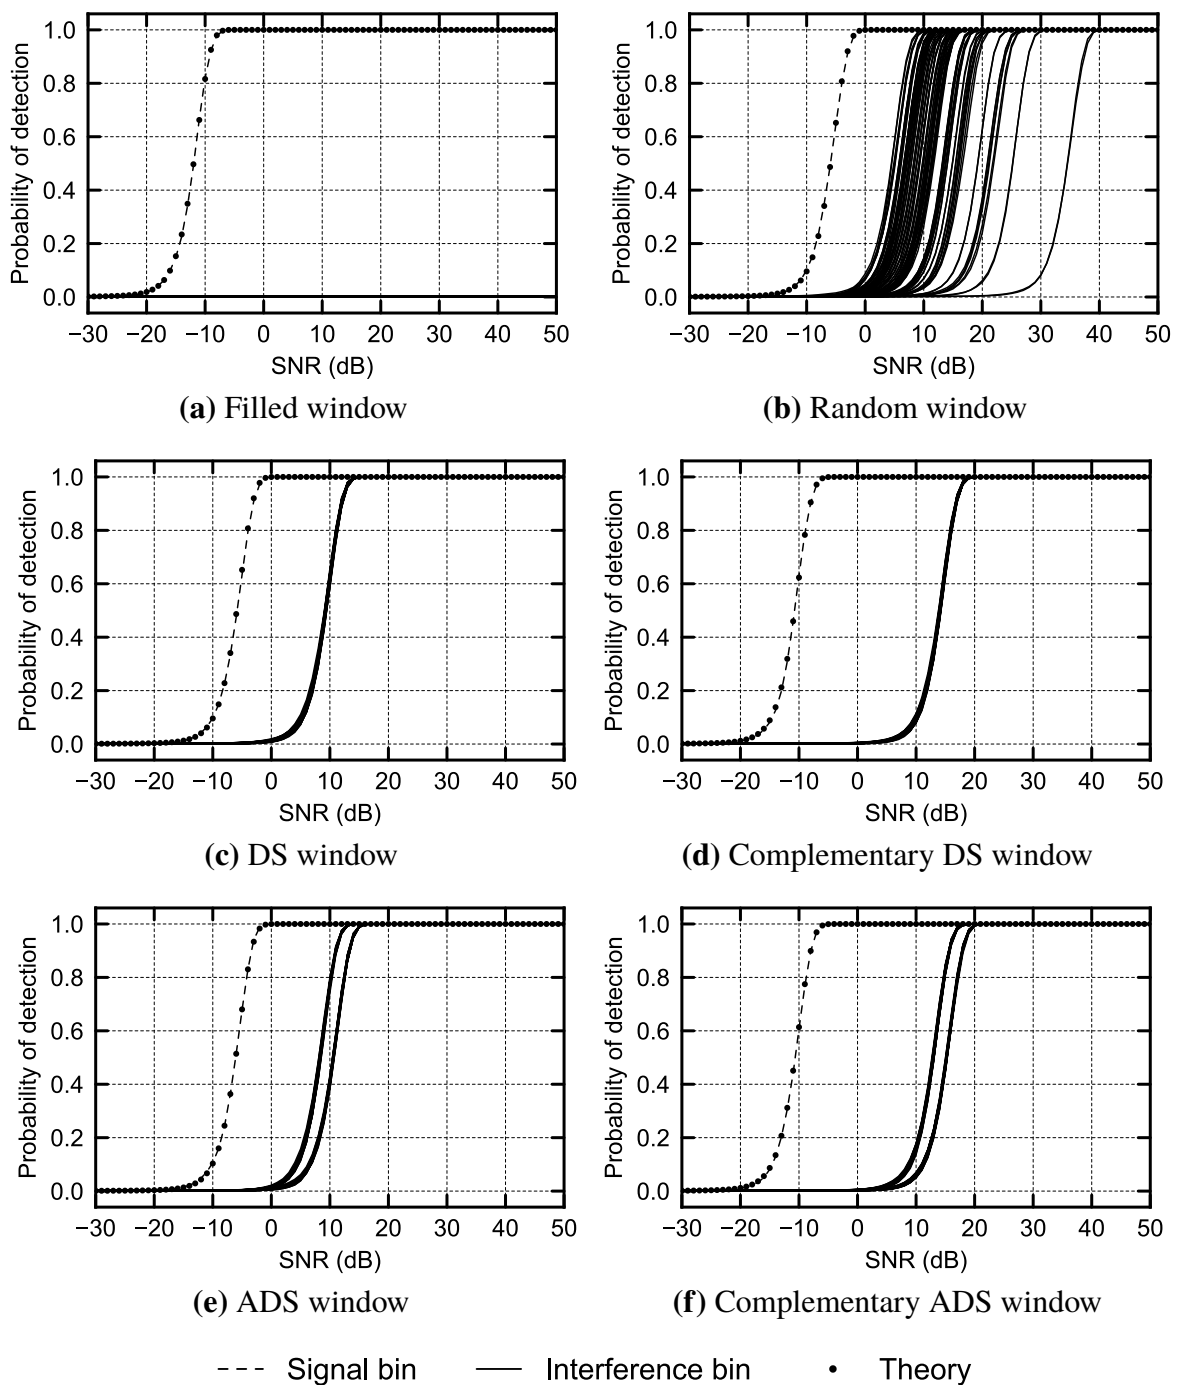 Probability of detection
1.0
0.8
0.6
0.4
0.2
0.0
−30 −20 −10 0 10 20 30 40 50
SNR (dB)
(a) Filled window
Probability of detection
1.0
0.8
0.6
0.4
0.2
0.0
−30 −20 −10 0 10 20 30 40 50
SNR (dB)
(b) Random window
Probability of detection
1.0
0.8
0.6
0.4
0.2
0.0
−30 −20 −10 0 10 20 30 40 50
SNR (dB)
(c) DS window
Probability of detection
1.0
0.8
0.6
0.4
0.2
0.0
−30 −20 −10 0 10 20 30 40 50
SNR (dB)
(d) Complementary DS window
Probability of detection
1.0
0.8
0.6
0.4
0.2
0.0
−30 −20 −10 0 10 20 30 40 50
SNR (dB)
(e) ADS window
Probability of detection
1.0
0.8
0.6
0.4
0.2
0.0
−30 −20 −10 0 10 20 30 40 50
SNR (dB)
(f) Complementary ADS window
Signal bin Interference bin Theory